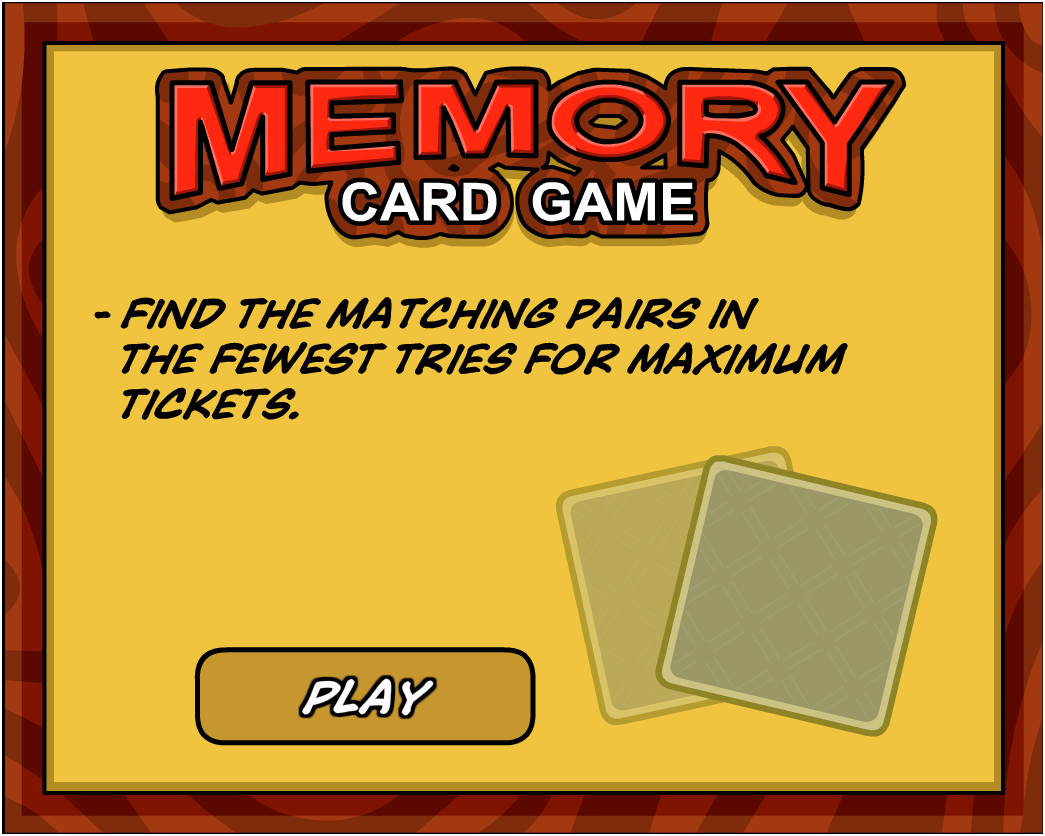 MEMORY
CARD GAME
- FIND THE MATCHING PAIRS IN
THE FEWEST TRIES FOR MAXIMUM
TICKETS.
PLAY